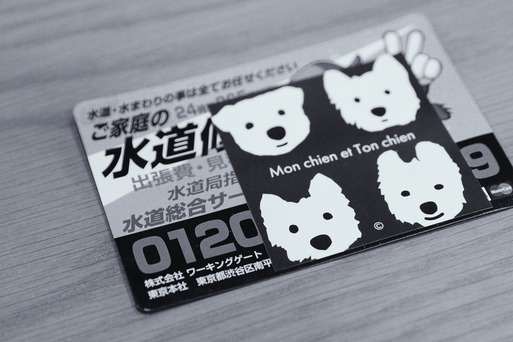 水道・水まわりの事は全てお任せください
ご家庭の
水道
出張費・見
水道局指
水道総合サー
0120
9
株式会社 ワーキングゲート
東京本社 東京都渋谷区南平
Mon chien et Ton chien
©